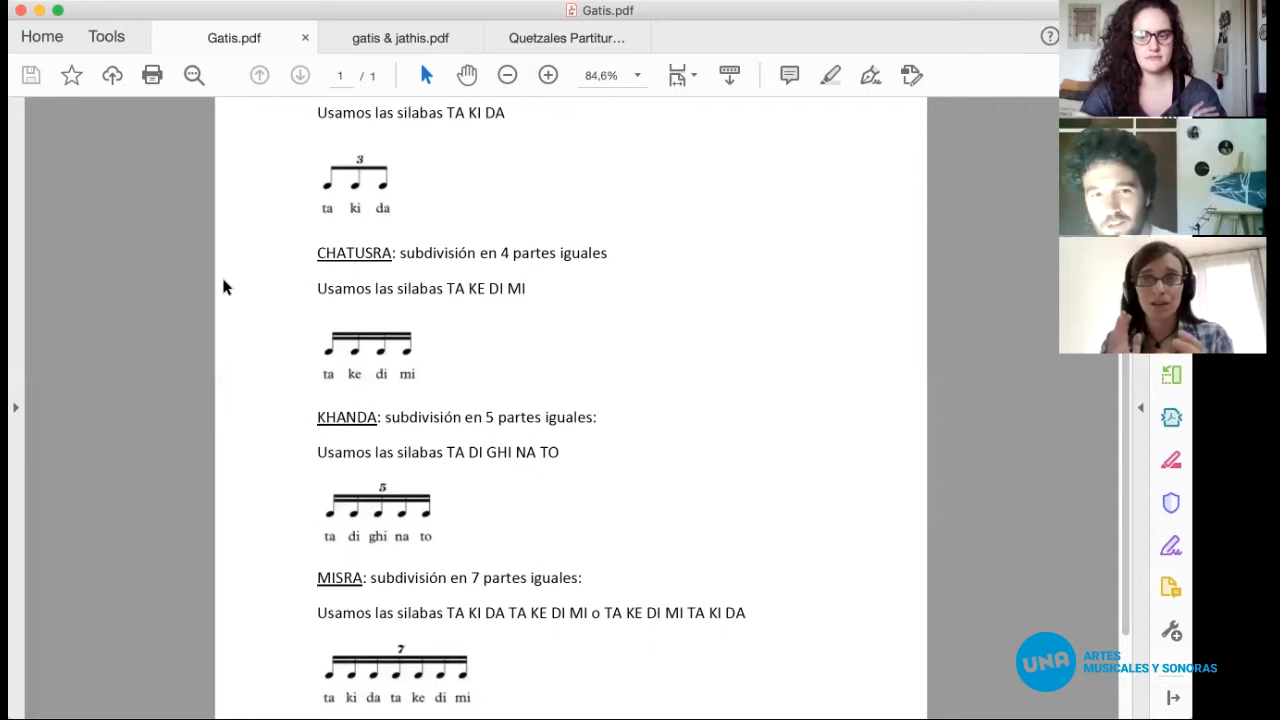 Gatis.pdf
Home
Tools
Gatis.pdf
gatis & jathis.pdf
Quetzales Partitur...
1 / 1
84,6%
Usamos las silabas TA KI DA
3
ta ki da
CHATUSRA: subdivisión en 4 partes iguales
Usamos las silabas TA KE DI MI
ta ke di mi
KHANDA: subdivisión en 5 partes iguales:
Usamos las silabas TA DI GHI NA TO
5
ta di ghi na to
MISRA: subdivisión en 7 partes iguales:
Usamos las silabas TA KI DA TA KE DI MI o TA KE DI MI TA KI DA
7
ta ki da ta ke di mi
UNA ARTES
MUSICALES Y SONORAS